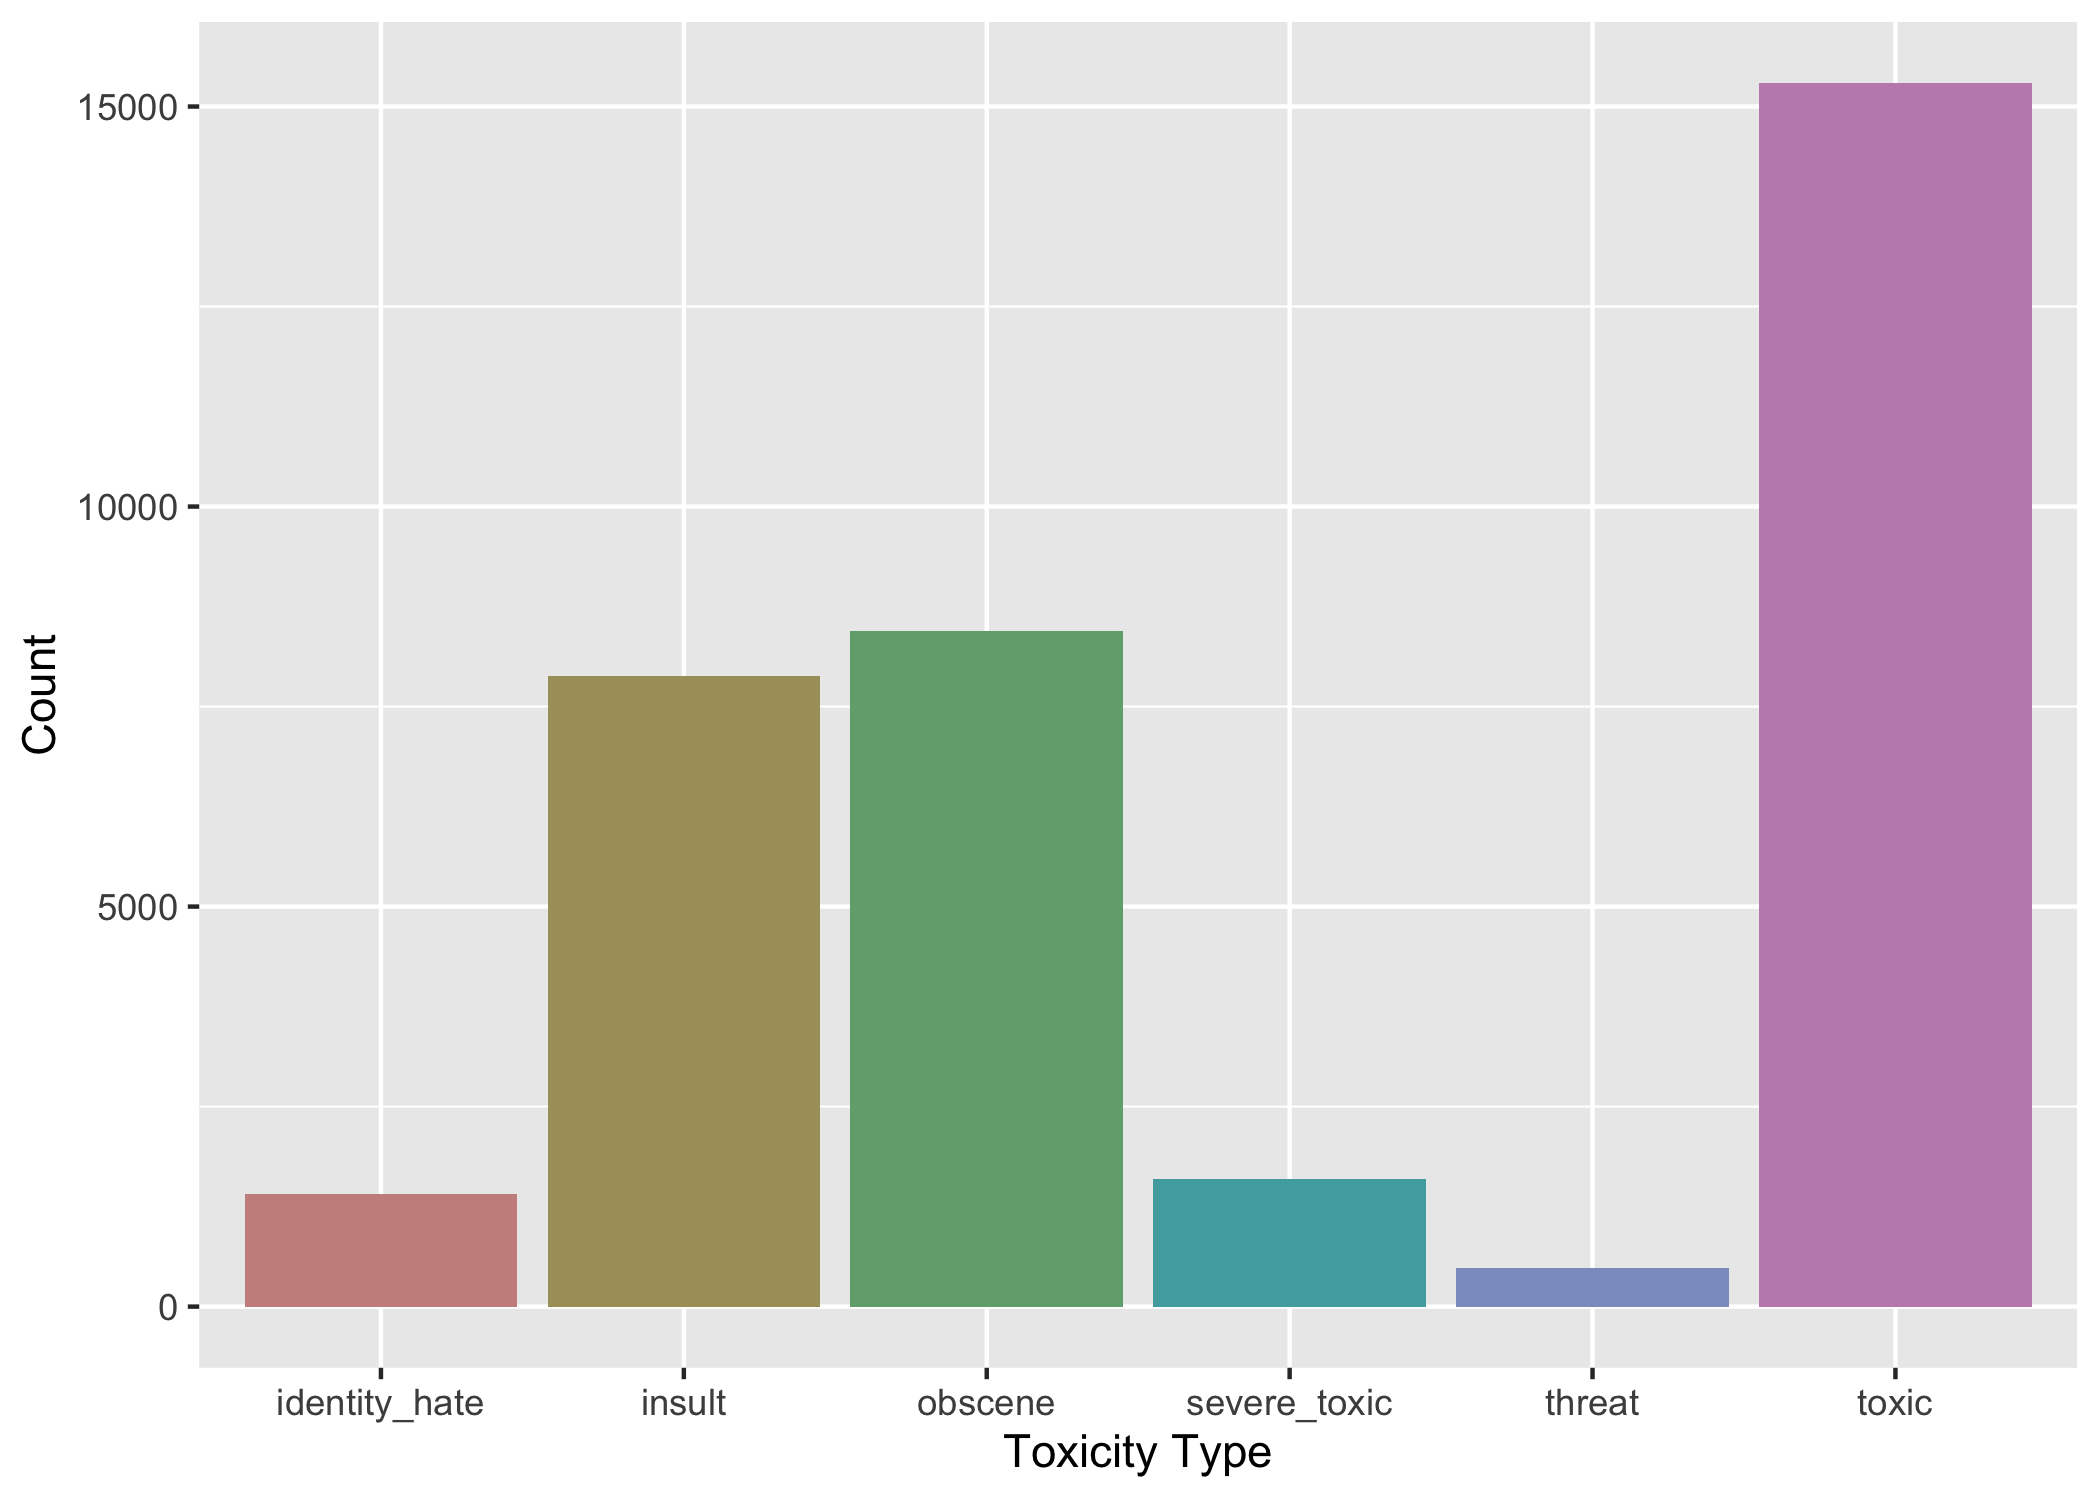 15000
10000
5000
0
Count
identity_hate insult obscene severe_toxic threat toxic
Toxicity Type